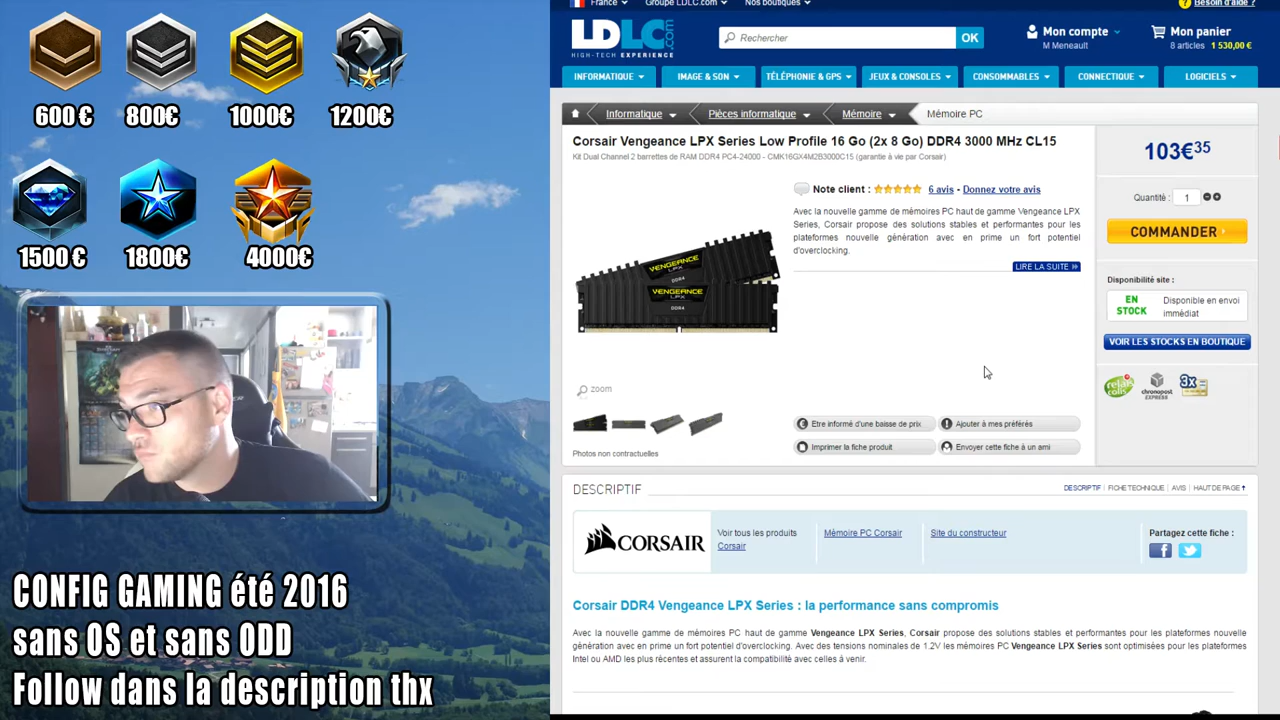 600€
800€
1000€
1200€
1500€
1800€
4000€
CONFIG GAMING été 2016
sans OS et sans ODD
Follow dans la description thx
France
Groupe LDLC.com
Nos boutiques
Besoin d'aide ?
LDLC.com
HIGH-TECH EXPERIENCE
Rechercher
OK
Mon compte
M Meneault
Mon panier
8 articles 1 530,00 €
INFORMATIQUE
IMAGE & SON
TÉLÉPHONIE & GPS
JEUX & CONSOLES
CONSOMMABLES
CONNECTIQUE
LOGICIELS
Informatique
Pièces informatique
Mémoire
Mémoire PC
Corsair Vengeance LPX Series Low Profile 16 Go (2x 8 Go) DDR4 3000 MHz CL15
Kit Dual Channel 2 barrettes de RAM DDR4 PC4-24000 - CMK16GX4M2B3000C15 (garantie à vie par Corsair)
VENGEANCE
LPX
DDR4
VENGEANCE
LPX
DDR4
zoom
Photos non contractuelles
Note client :
6 avis - Donnez votre avis
Avec la nouvelle gamme de mémoires PC haut de gamme Vengeance LPX
Series, Corsair propose des solutions stables et performantes pour les
plateformes nouvelle génération avec en prime un fort potentiel
d'overclocking.
LIRE LA SUITE
Etre informé d'une baisse de prix
Ajouter à mes préférés
Imprimer la fiche produit
Envoyer cette fiche à un ami
103€35
Quantité : 1
COMMANDER
Disponibilité site :
EN STOCK
Disponible en envoi
immédiat
VOIR LES STOCKS EN BOUTIQUE
relais colis
chronopost
EXPRESS
3x
DESCRIPTIF
DESCRIPTIF | FICHE TECHNIQUE | AVIS | HAUT DE PAGE
CORSAIR
Voir tous les produits
Corsair
Mémoire PC Corsair
Site du constructeur
Partagez cette fiche :
Corsair DDR4 Vengeance LPX Series : la performance sans compromis
Avec la nouvelle gamme de mémoires PC haut de gamme Vengeance LPX Series, Corsair propose des solutions stables et performantes pour les plateformes nouvelle
génération avec en prime un fort potentiel d'overclocking. Avec des tensions nominales de 1.2V les mémoires PC Vengeance LPX Series sont optimisées pour les plateformes
Intel ou AMD les plus récentes et assurent la compatibilité avec celles à venir.